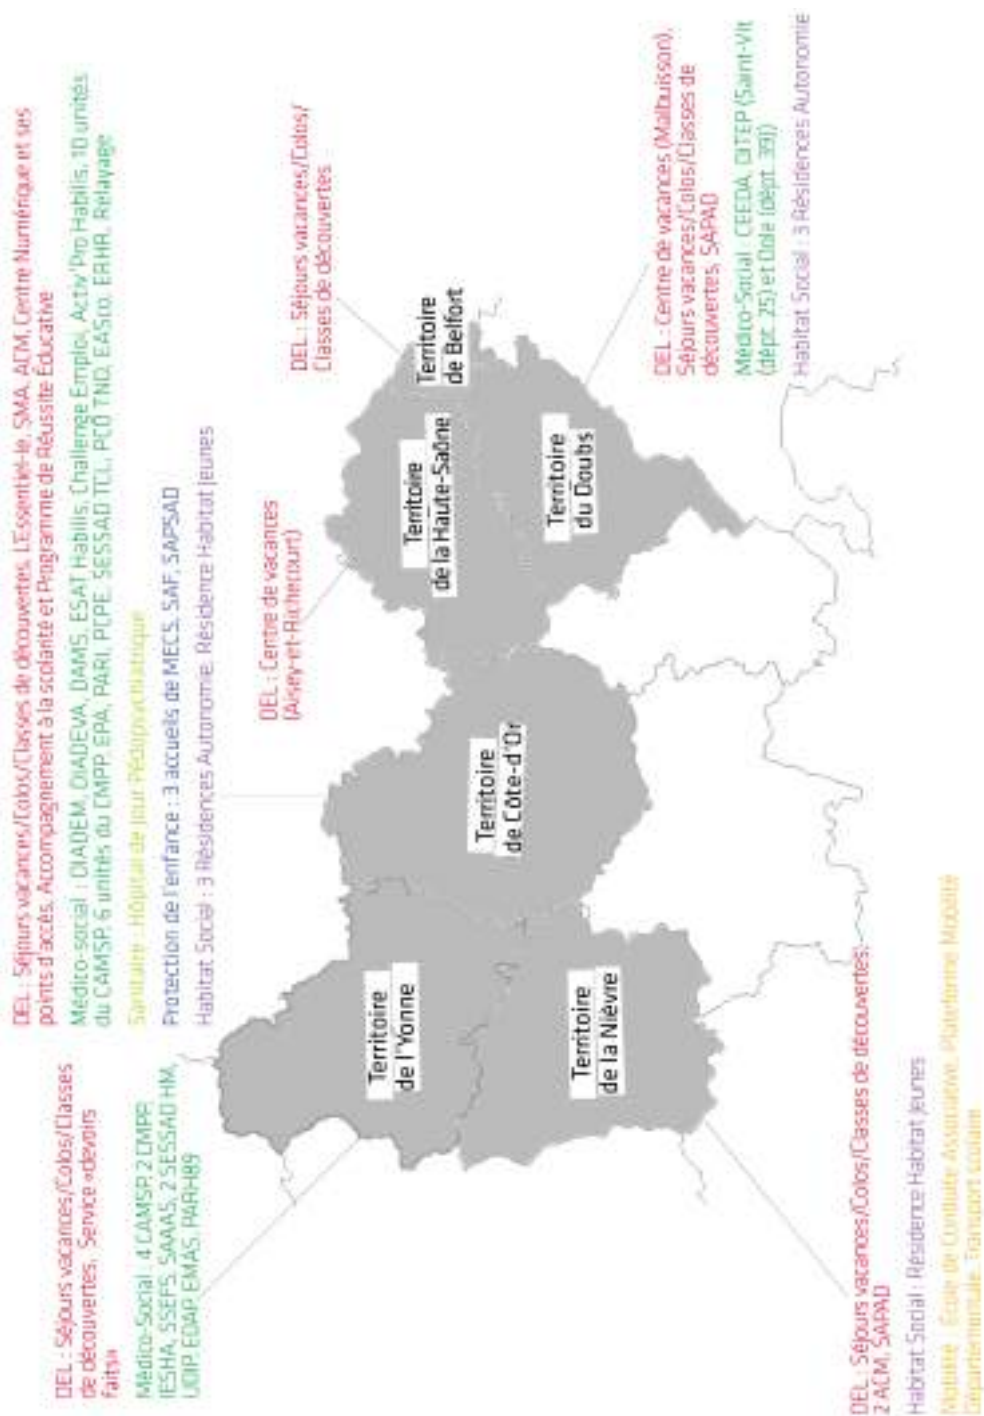 DEL : Séjours vacances/Colos/Classes
de découvertes, Service «devoirs
faits»
Médico-Social : 4 CAMSP, 2 CMPP,
IESHA, SSEFS, SAAAS, 2 SESSAD HM,
UDIP, EDAP, EMAS, PARH89
DEL : Séjours vacances/Colos/Classes de découvertes, L'Essentiel-le, SMA, ACM, Centre Numérique et ses
points d'accès, Accompagnement à la scolarité et Programme de Réussite Éducative
Médico-social : DIADEM, DIADEVA, DAMS, ESAT Habilis, Challenge Emploi, Activ'Pro Habilis, 10 unités
du CAMSP, 6 unités du CMPP, EPA, PARI, PCPE, SESSAD TCL, PCO TND, EASco, ERHR, Relayage
Sanitaire : Hôpital de jour Pédopsychiatrique
Protection de l'enfance : 3 accueils de MECS, SAF, SAPSAD
Habitat Social : 3 Résidences Autonomie, Résidence Habitat Jeunes
DEL : Centre de vacances
(Aisey-et-Richecourt)
DEL : Séjours vacances/Colos/
Classes de découvertes
Territoire
de l'Yonne
Territoire
de la Nièvre
Territoire
de Côte-d'Or
Territoire
de la Haute-Saône
Territoire
de Belfort
Territoire
du Doubs
DEL : Centre de vacances (Malbuisson),
Séjours vacances/Colos/Classes de
découvertes, SAPAD
Médico-Social : CEEDA, DITEP (Saint-Vit
(dépt. 25) et Dole (dépt. 39))
Habitat Social : 3 Résidences Autonomie
DEL : Séjours vacances/Colos/Classes de découvertes,
2 ACM, SAPAD
Habitat Social : Résidence Habitat Jeunes
Mobilité : École de Conduite Associative, Plateforme Mobilité
Départementale, Transport scolaire